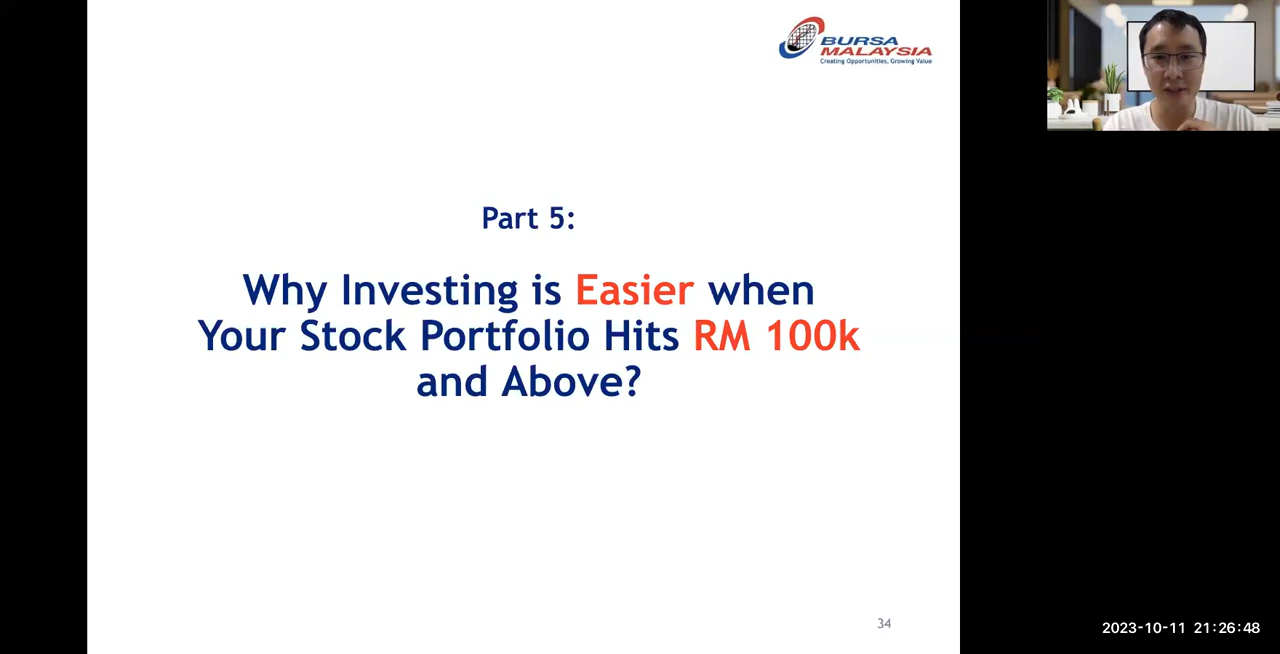 BURSA
MALAYSIA
Creating Opportunities, Growing Value
Part 5:
Why Investing is Easier when
Your Stock Portfolio Hits RM 100k
and Above?
34
2023-10-11 21:26:48